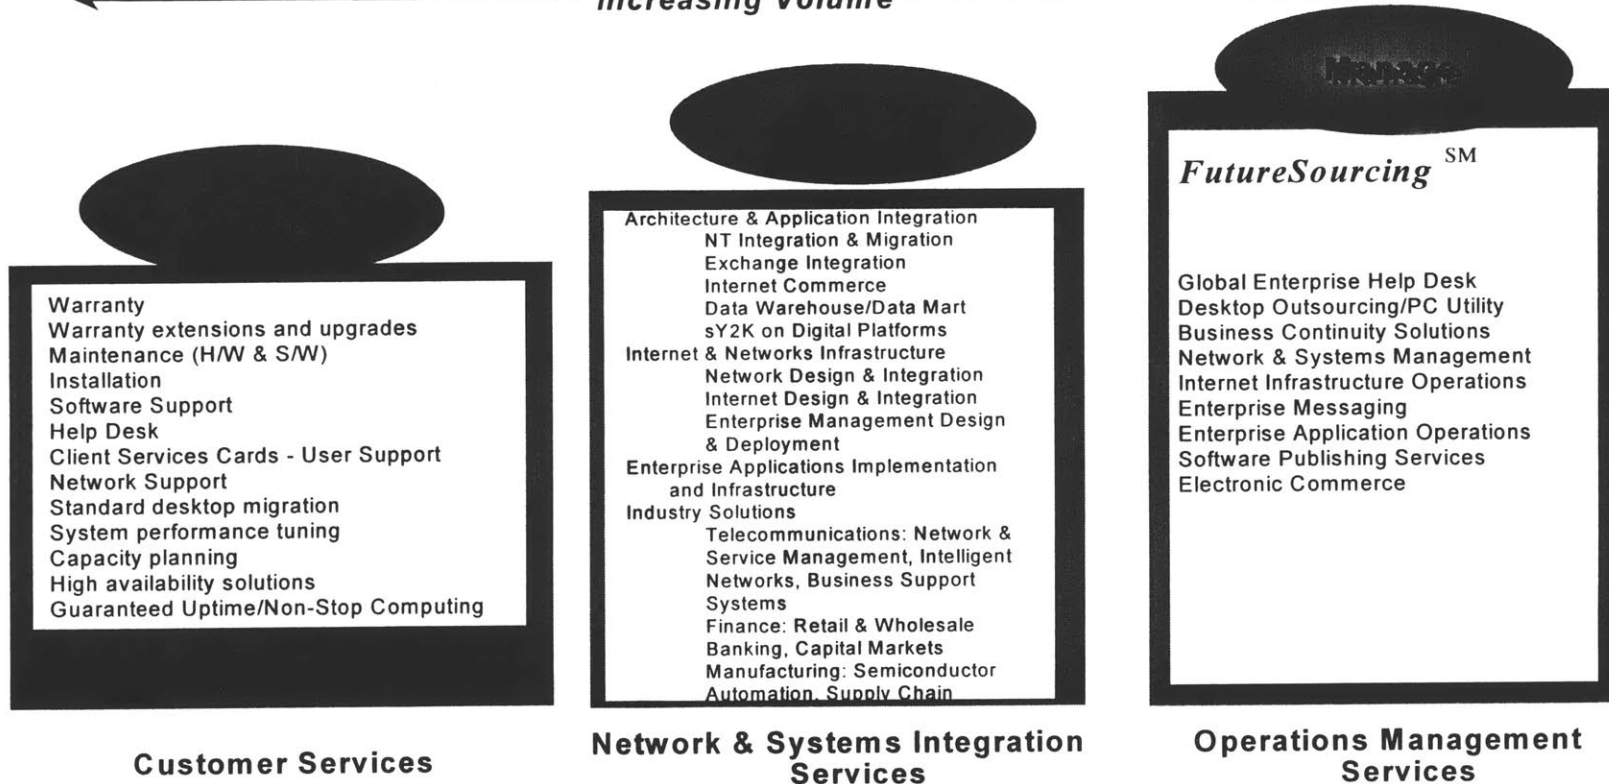 Increasing Volume
Manage
FutureSourcing SM
Warranty
Warranty extensions and upgrades
Maintenance (H/W & S/W)
Installation
Software Support
Help Desk
Client Services Cards - User Support
Network Support
Standard desktop migration
System performance tuning
Capacity planning
High availability solutions
Guaranteed Uptime/Non-Stop Computing
Customer Services
Architecture & Application Integration
NT Integration & Migration
Exchange Integration
Internet Commerce
Data Warehouse/Data Mart
sY2K on Digital Platforms
Internet & Networks Infrastructure
Network Design & Integration
Internet Design & Integration
Enterprise Management Design
& Deployment
Enterprise Applications Implementation
and Infrastructure
Industry Solutions
Telecommunications: Network &
Service Management, Intelligent
Networks, Business Support
Systems
Finance: Retail & Wholesale
Banking, Capital Markets
Manufacturing: Semiconductor
Automation, Supply Chain
Network & Systems Integration
Services
Global Enterprise Help Desk
Desktop Outsourcing/PC Utility
Business Continuity Solutions
Network & Systems Management
Internet Infrastructure Operations
Enterprise Messaging
Enterprise Application Operations
Software Publishing Services
Electronic Commerce
Operations Management
Services